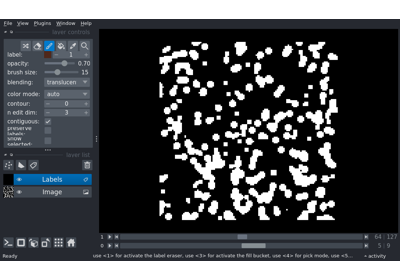 File View Plugins Window Help
layer controls
label: 1
opacity: 0.70
brush size: 15
blending: translucen
color mode: auto
contour: 0
n edit dim: 3
contiguous:
preserve labels:
show selected:
layer list
Labels
Image
1 64 127
0 5 9
Ready use <1> for activate the label eraser, use <3> for activate the fill bucket, use <4> for pick mode, use <5... activity